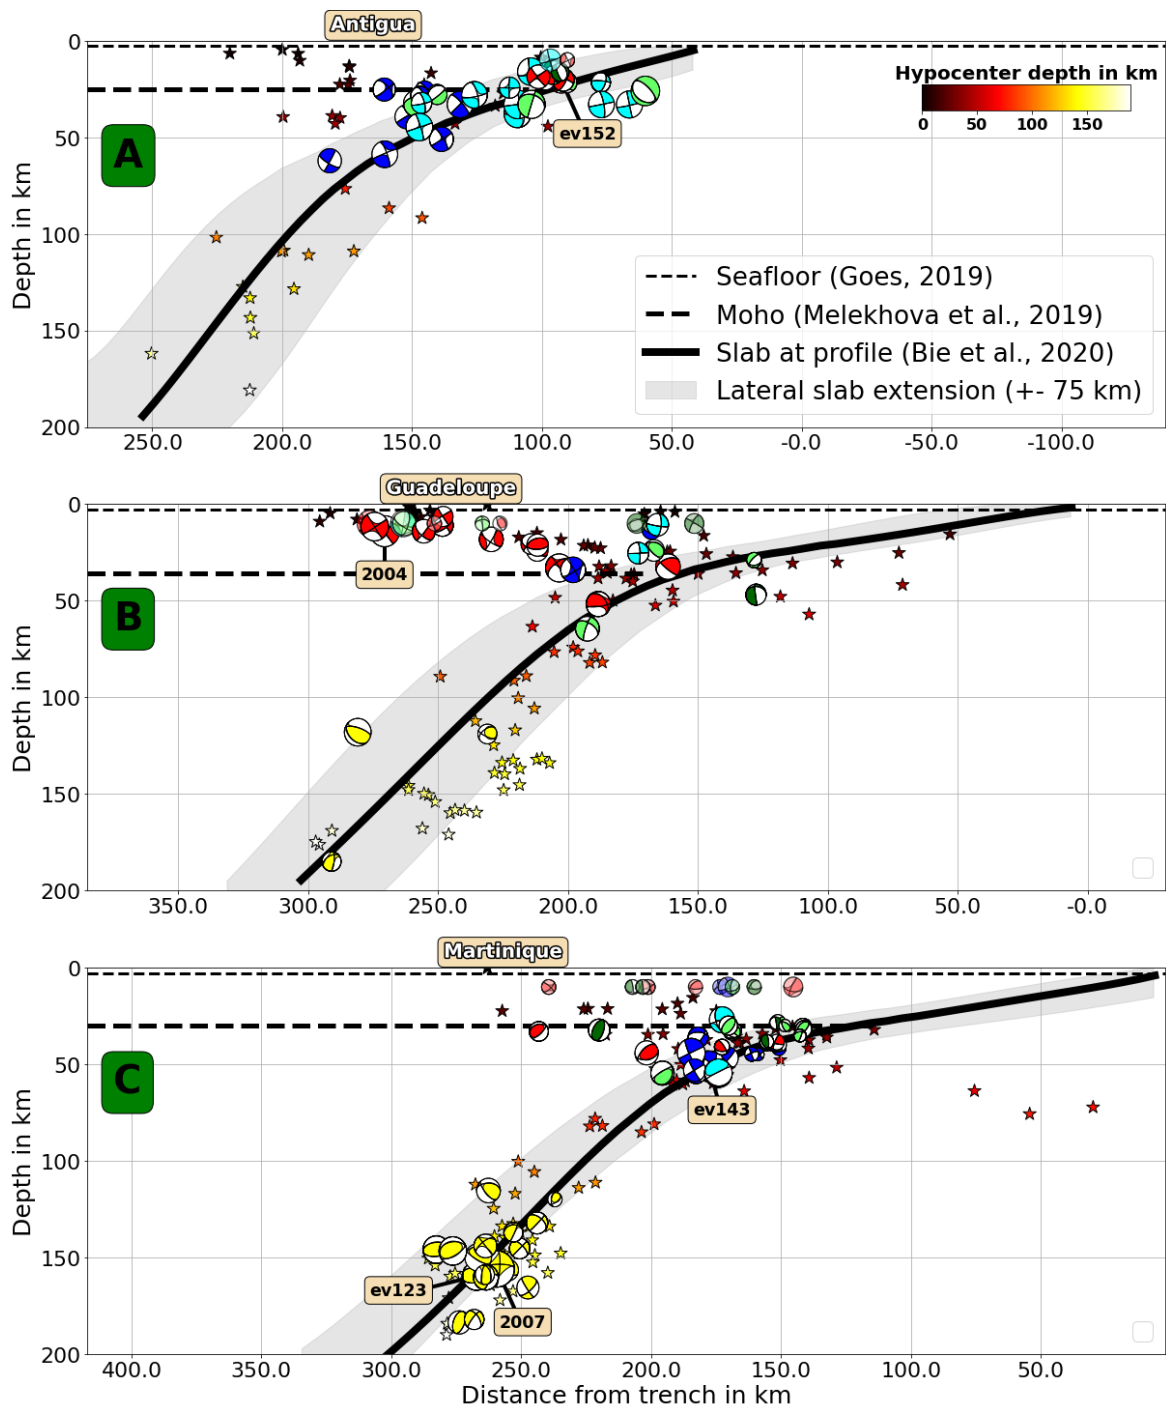 Antigua
0
50
100
150
200
Depth in km
A
ev152
Hypocenter depth in km
0 50 100 150
Seafloor (Goes, 2019)
Moho (Melekhova et al., 2019)
Slab at profile (Bie et al., 2020)
Lateral slab extension (+- 75 km)
250.0 200.0 150.0 100.0 50.0 -0.0 -50.0 -100.0
Guadeloupe
0
50
100
150
200
Depth in km
B
2004
350.0 300.0 250.0 200.0 150.0 100.0 50.0 -0.0
Martinique
0
50
100
150
200
Depth in km
C
ev143
ev123
2007
400.0 350.0 300.0 250.0 200.0 150.0 100.0 50.0
Distance from trench in km